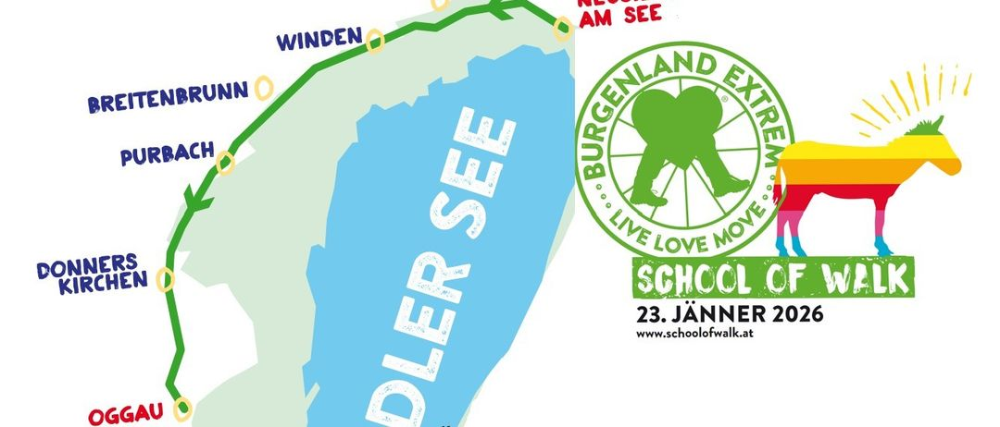 AM SEE
WINDEN
BREITENBRUNN
PURBACH
DONNERS
KIRCHEN
OGGAU
DLER SEE
BURGENLAND EXTREM
LIVE LOVE MOVE
®
SCHOOL OF WALK
23. JÄNNER 2026
www.schoolofwalk.at